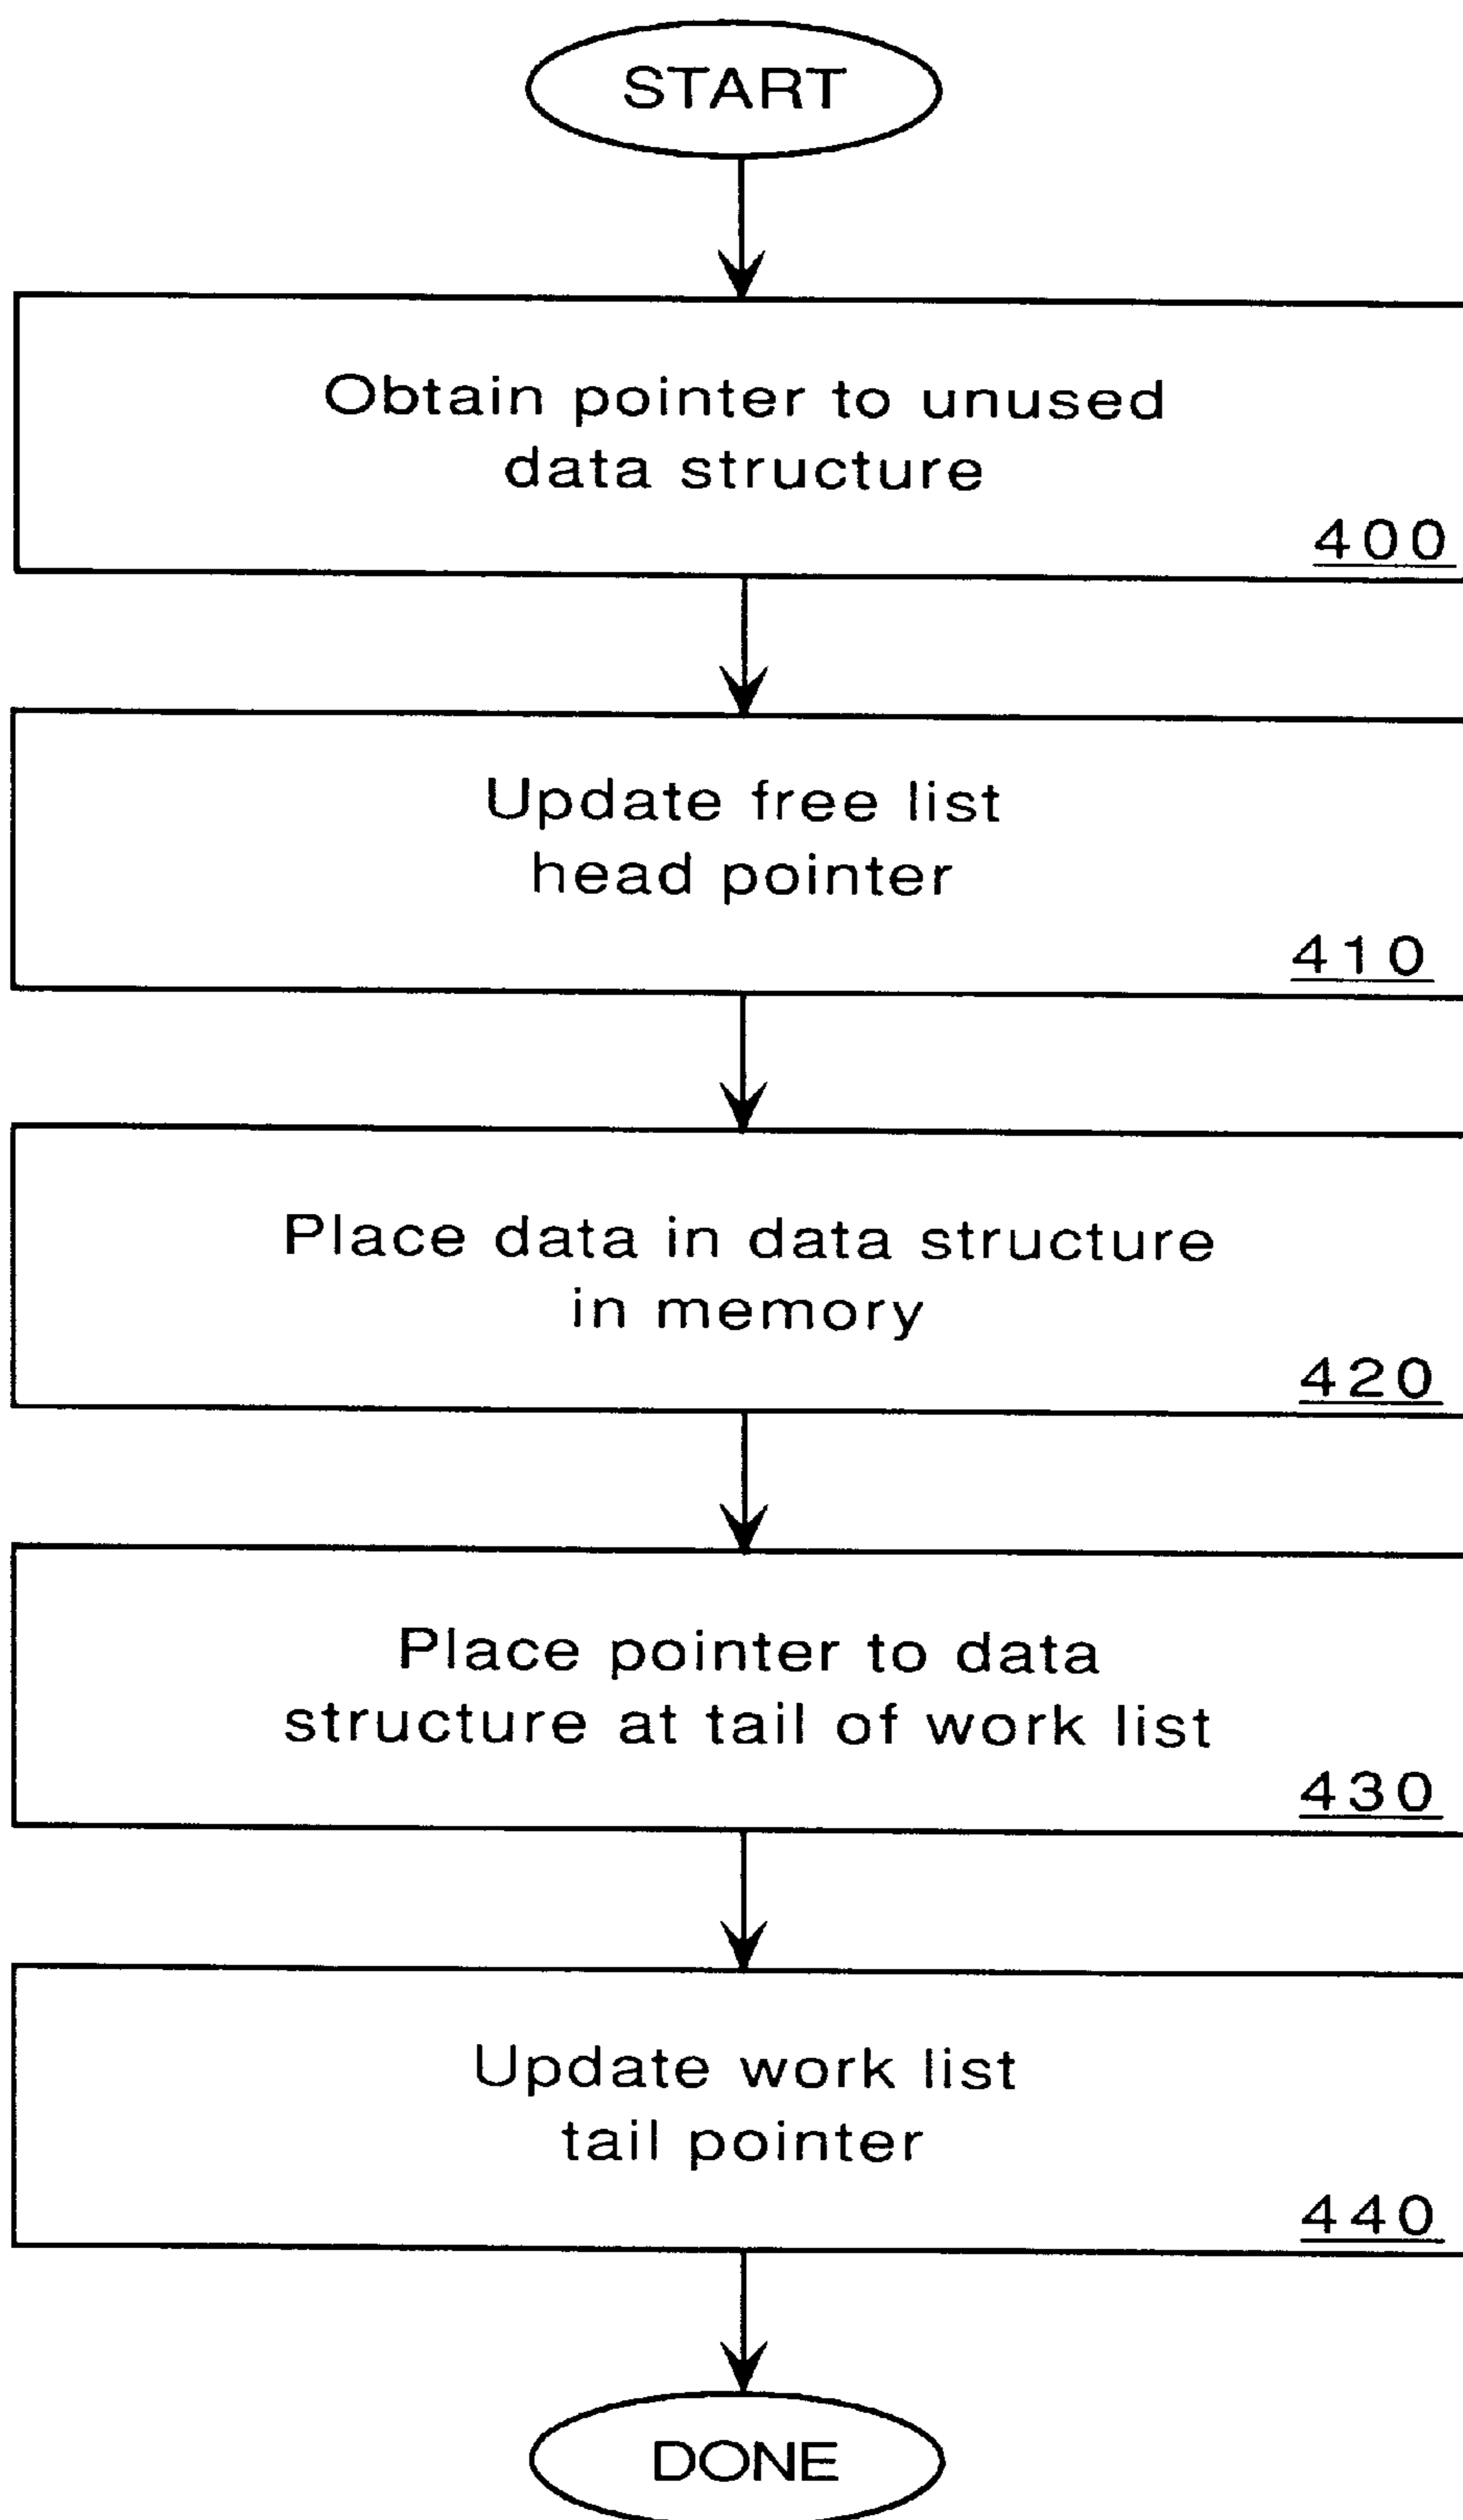 START
Obtain pointer to unused
data structure
400
Update free list
head pointer
410
Place data in data structure
in memory
420
Place pointer to data
structure at tail of work list
430
Update work list
tail pointer
440
DONE